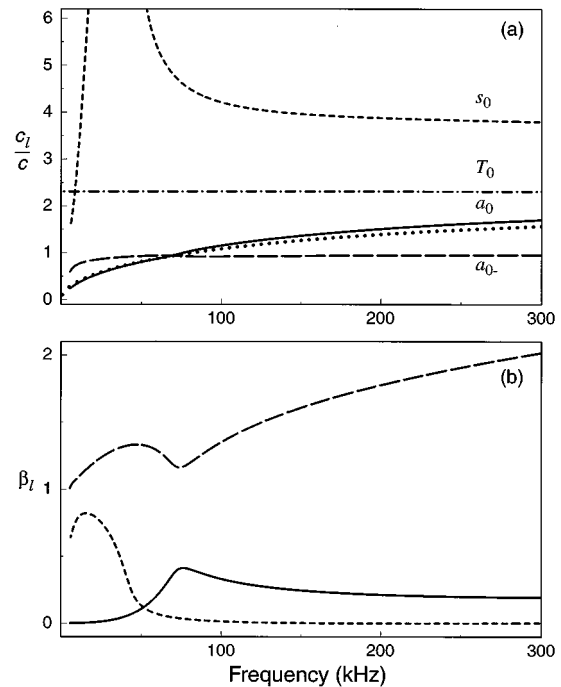 (a)
6
5
4
3
2
1
0
c_l/c
s_0
T_0
a_0
a_0-
100 200 300
(b)
2
1
0
β_l
100 200 300
Frequency (kHz)